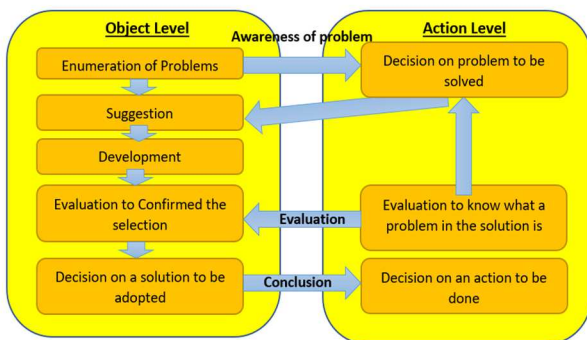 Object Level
Action Level
Awareness of problem
Enumeration of Problems
Decision on problem to be
solved
Suggestion
Development
Evaluation to Confirmed the
selection
Evaluation
Evaluation to know what a
problem in the solution is
Decision on a solution to be
adopted
Conclusion
Decision on an action to be
done